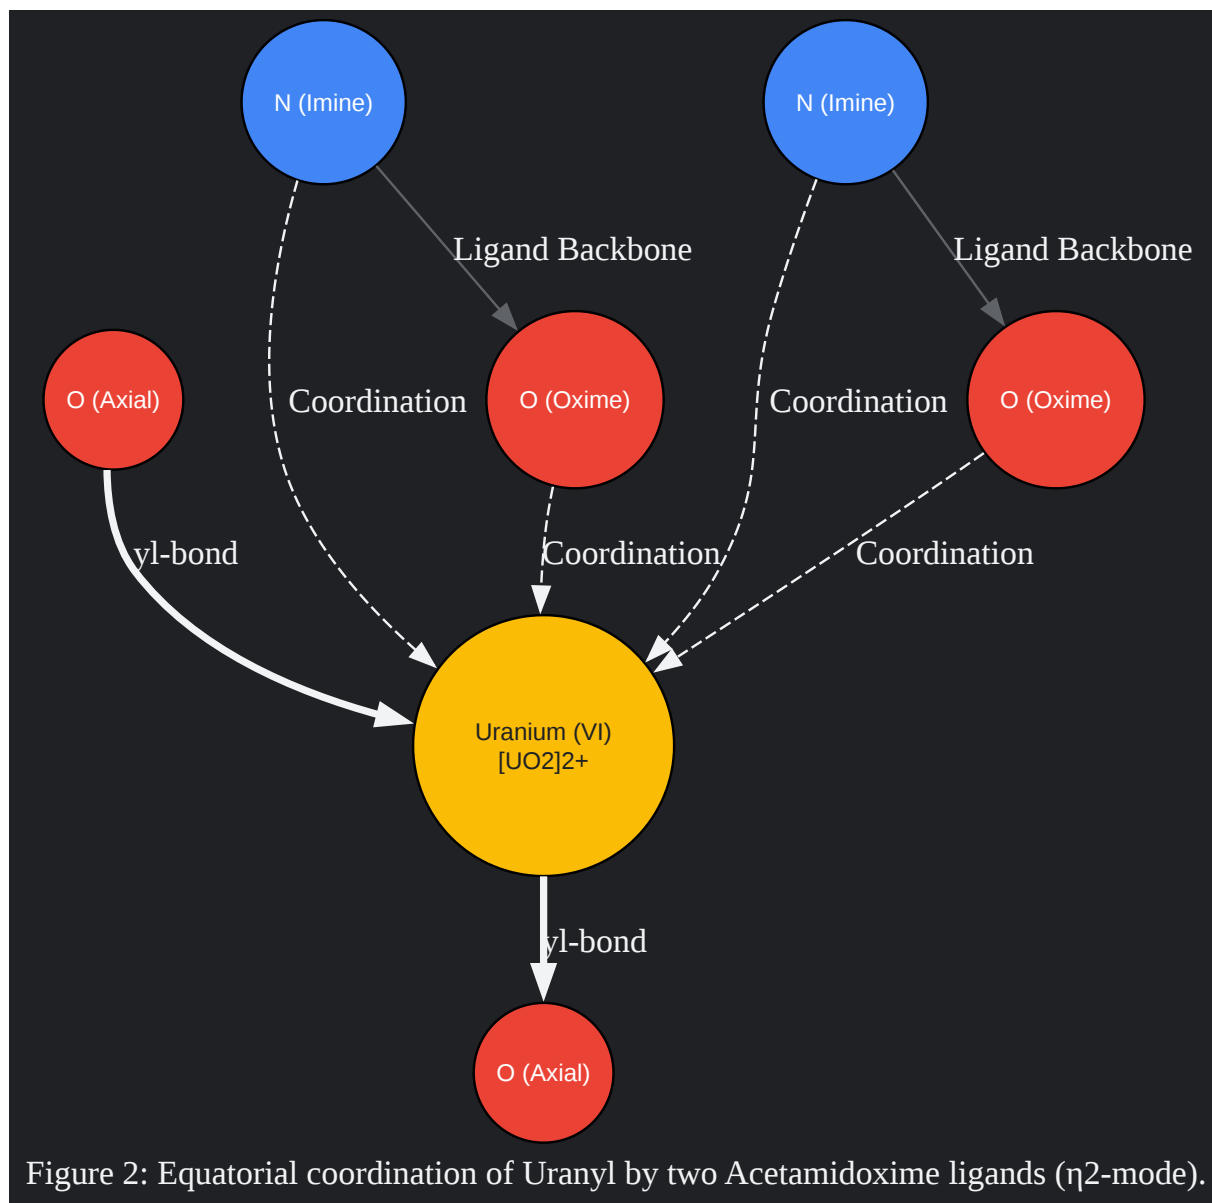 N (Imine)
N (Imine)
Ligand Backbone
Ligand Backbone
O (Axial)
Coordination
O (Oxime)
Coordination
O (Oxime)
yl-bond
Coordination
Coordination
Uranium (VI)
[UO2]2+
yl-bond
O (Axial)
Figure 2: Equatorial coordination of Uranyl by two Acetamidoxime ligands (η2-mode).